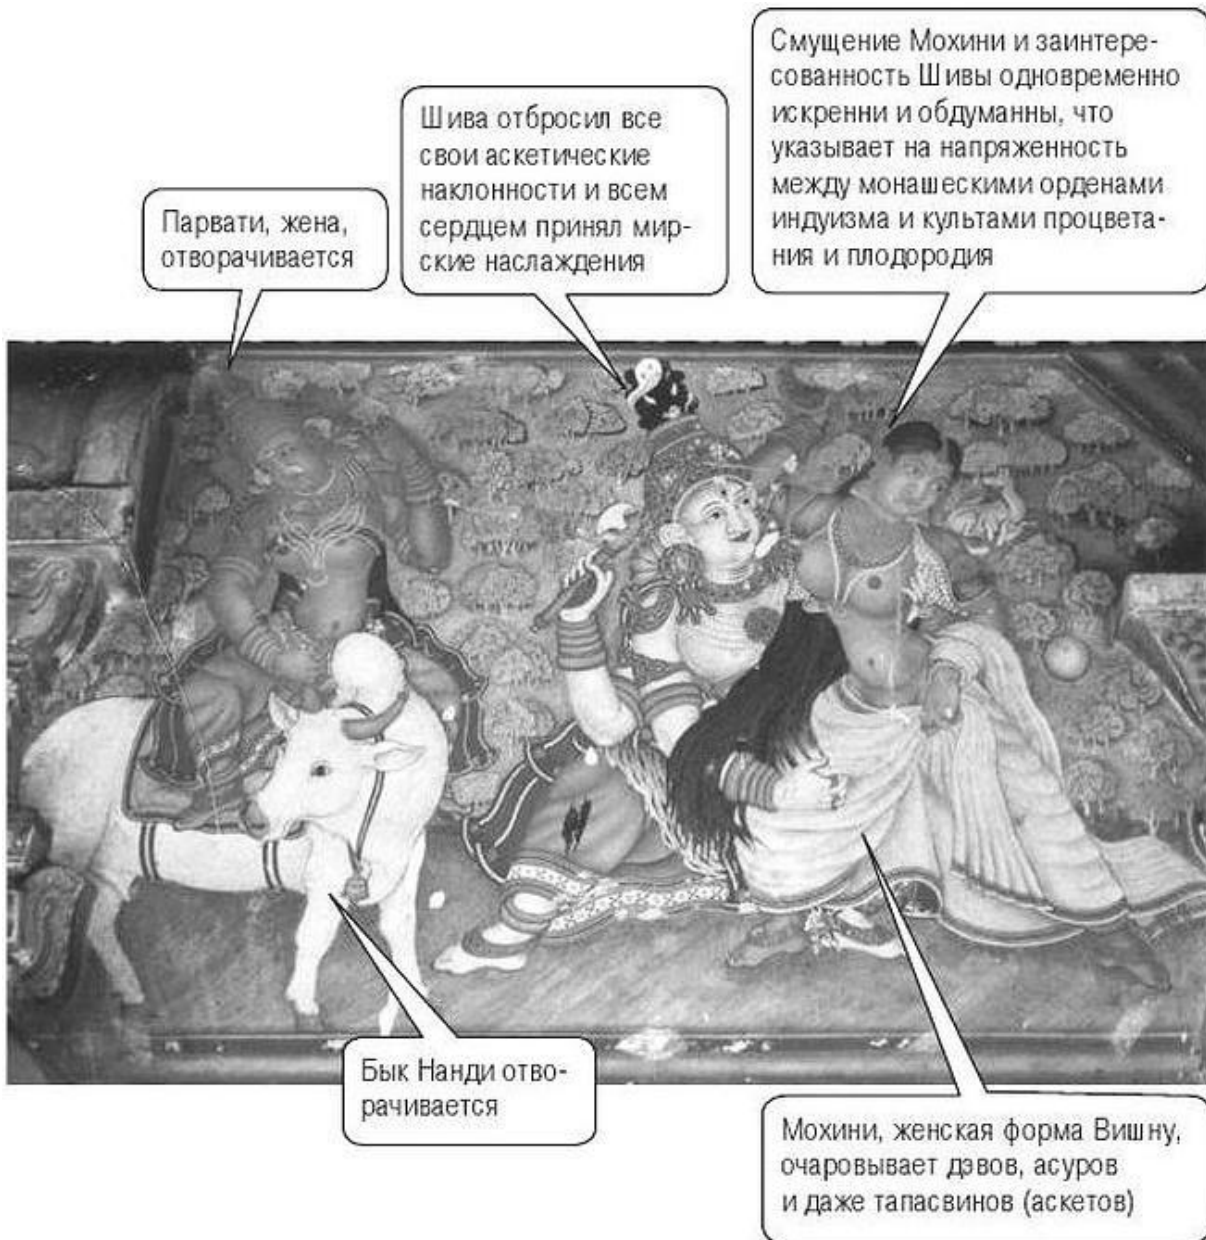 Парвати, жена,
отворачивается
Шива отбросил все
свои аскетические
наклонности и всем
сердцем принял мир-
ские наслаждения
Смущение Мохини и заинтере-
сованность Шивы одновременно
искренни и обдуманны, что
указывает на напряженность
между монашескими орденами
индуизма и культами процвета-
ния и плодородия
Бык Нанди отво-
рачивается
Мохини, женская форма Вишну,
очаровывает дэвов, асуров
и даже тапасвинов (аскетов)